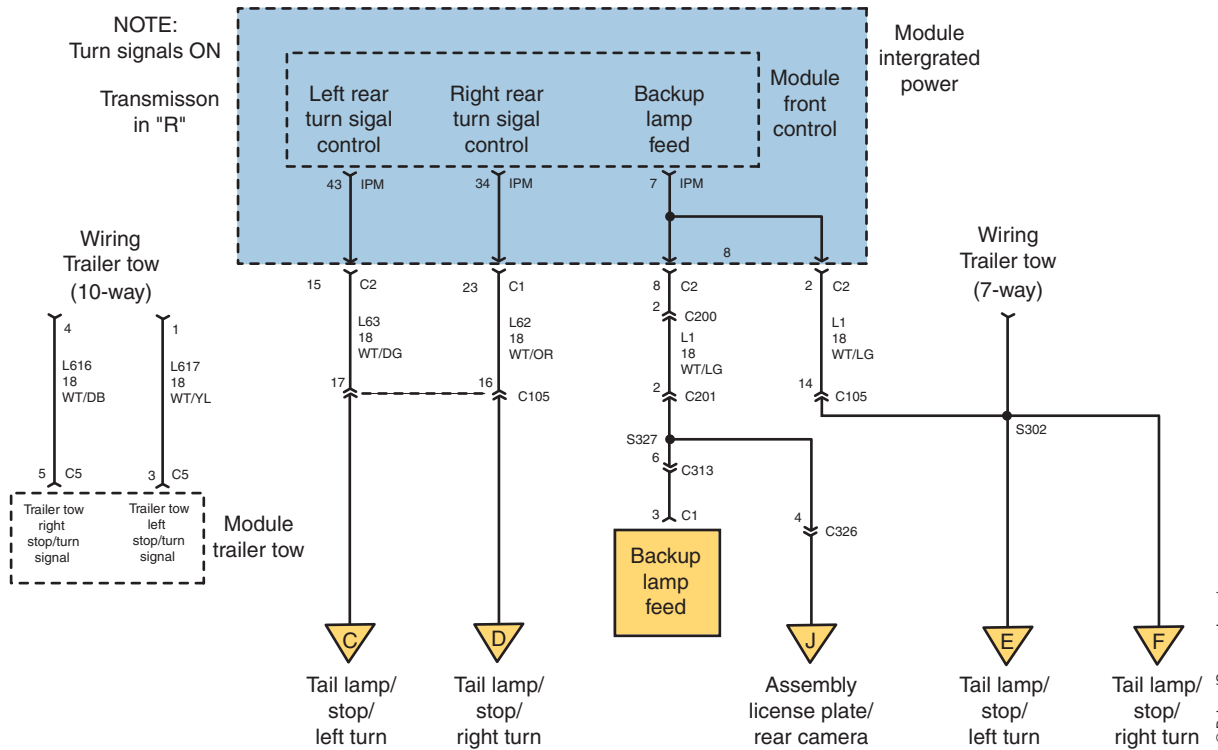 NOTE:
Turn signals ON
Transmisson
in "R"
Module
intergrated
power
Module
front
control
Left rear
turn sigal
control
Right rear
turn sigal
control
Backup
lamp
feed
43 IPM
34 IPM
7 IPM
8
Wiring
Trailer tow
(10-way)
Wiring
Trailer tow
(7-way)
15 C2
23 C1
8 C2
2 C2
2 C200
L63
18
WT/DG
L62
18
WT/OR
L1
18
WT/LG
L1
18
WT/LG
4
1
L616
18
WT/DB
L617
18
WT/YL
17
16 C105
2 C201
14 C105
S327
S302
6 C313
5 C5
3 C5
3 C1
4 C326
Trailer tow
right
stop/turn
signal
Trailer tow
left
stop/turn
signal
Module
trailer tow
Backup
lamp
feed
C
D
J
E
F
Tail lamp/
stop/
left turn
Tail lamp/
stop/
right turn
Assembly
license plate/
rear camera
Tail lamp/
stop/
left turn
Tail lamp/
stop/
right turn